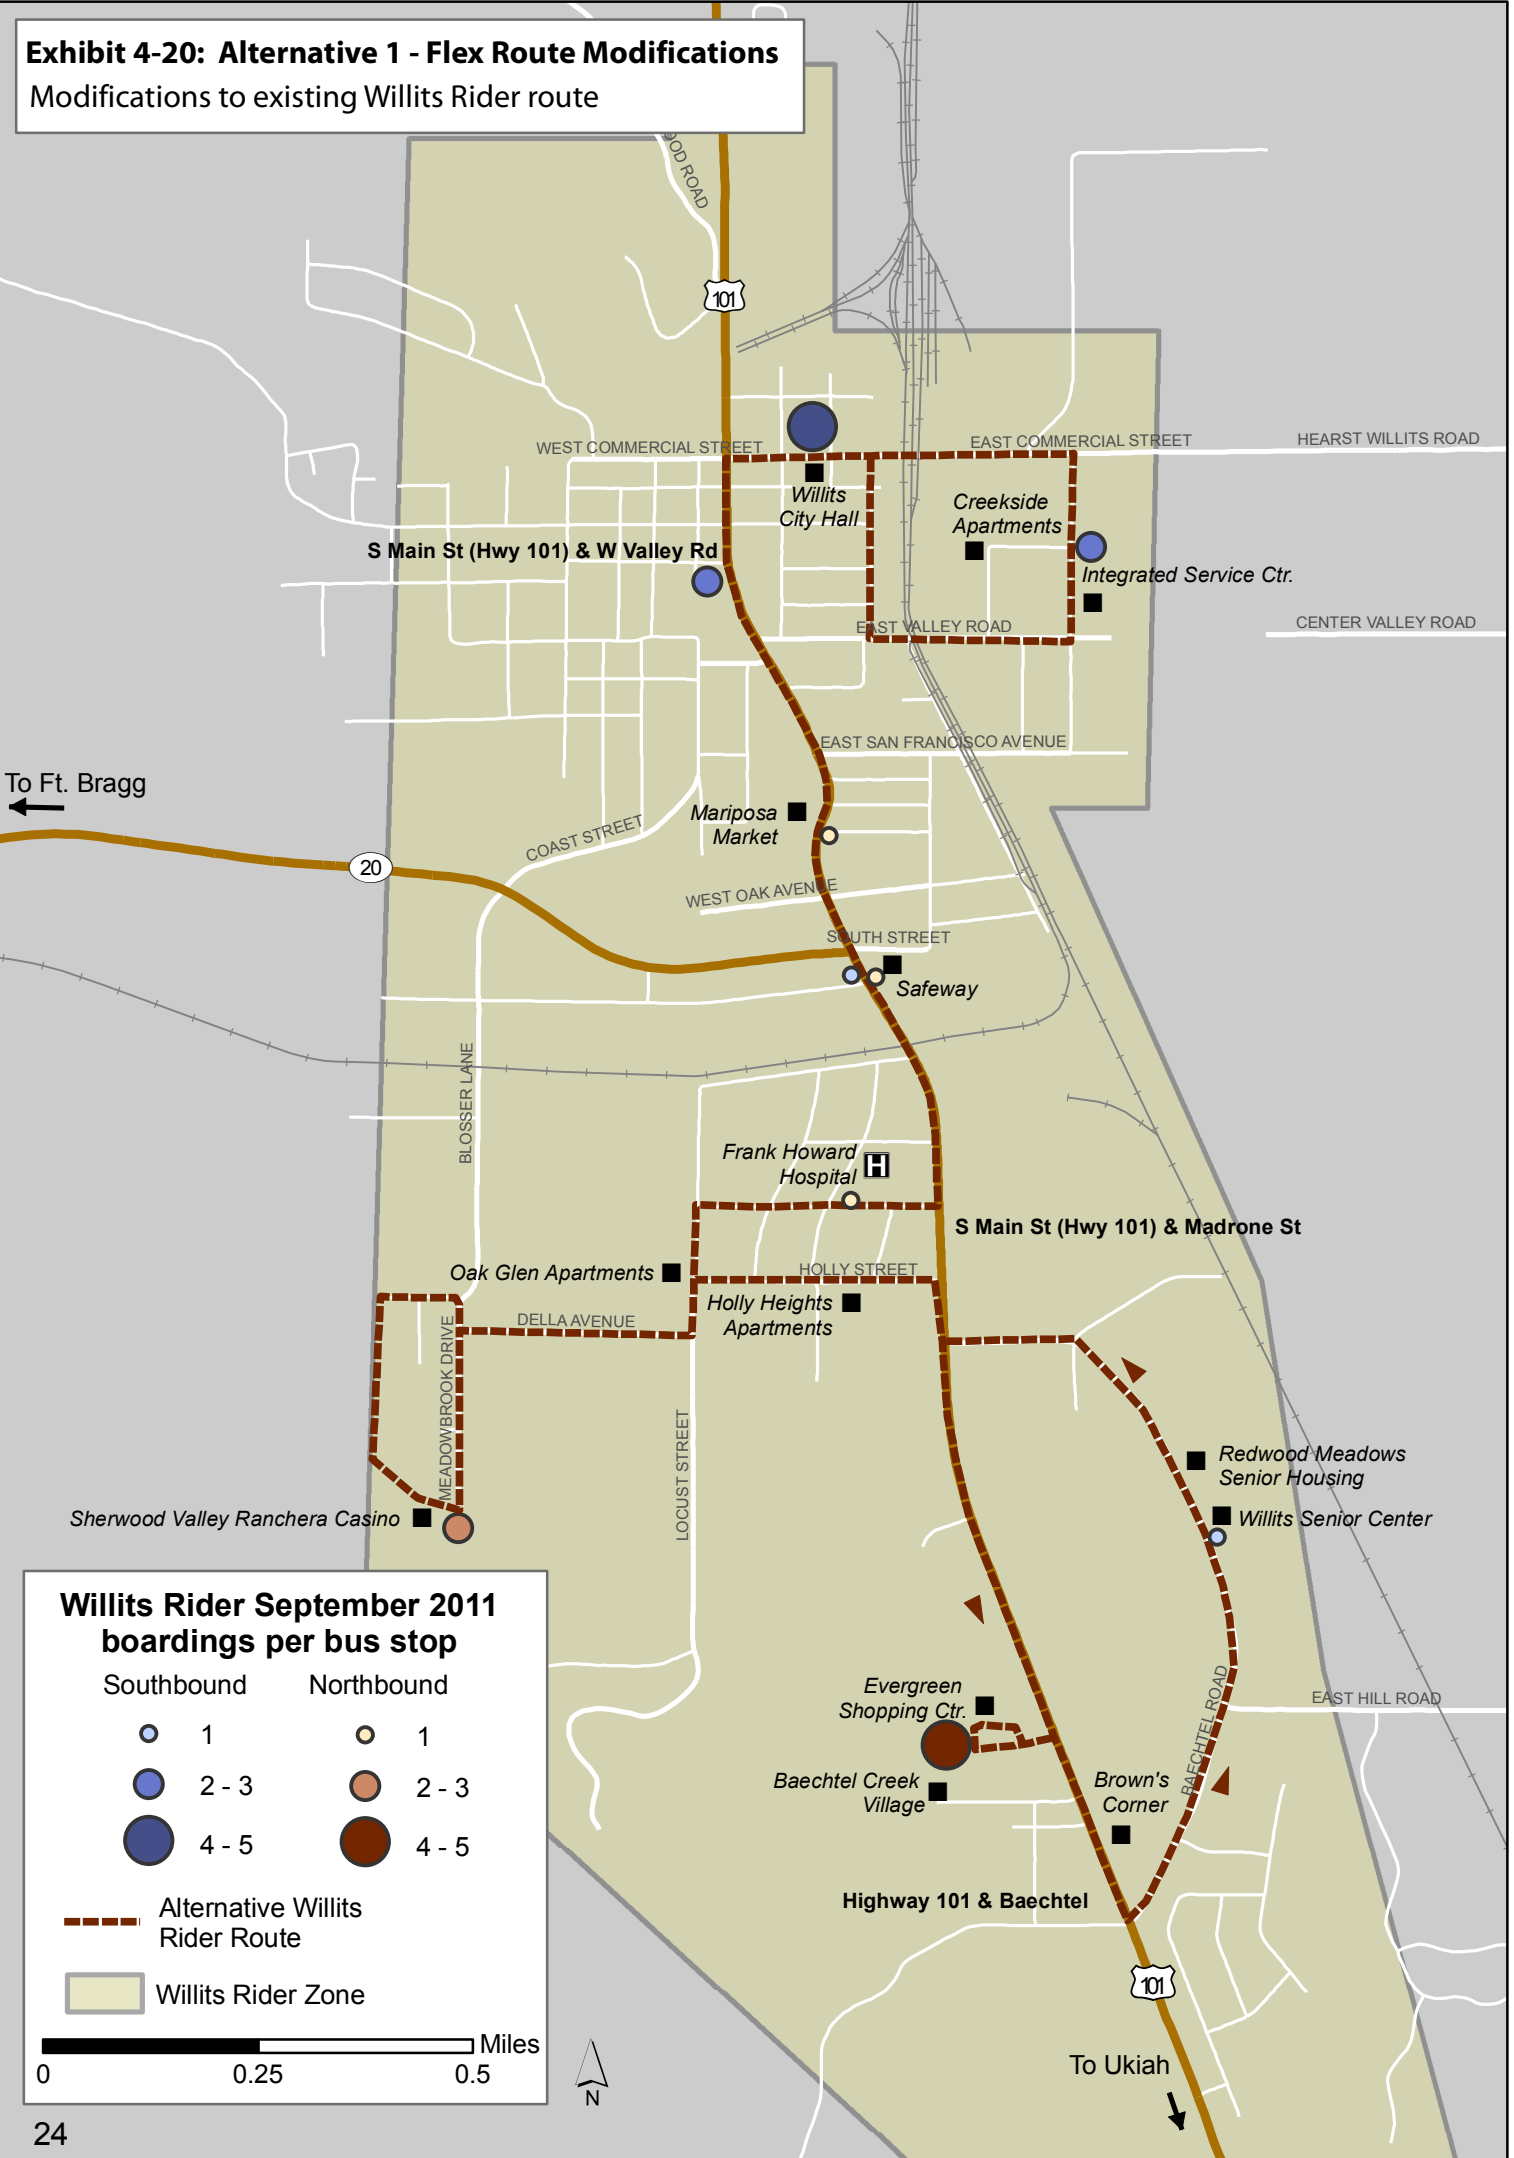 Exhibit 4-20:  Alternative 1 - Flex Route Modifications
Modifications to existing Willits Rider route
OOD ROAD
101
WEST COMMERCIAL STREET
EAST COMMERCIAL STREET
HEARST WILLITS ROAD
Willits
City Hall
Creekside
Apartments
S Main St (Hwy 101) & W Valley Rd
Integrated Service Ctr.
EAST VALLEY ROAD
CENTER VALLEY ROAD
EAST SAN FRANCISCO AVENUE
To Ft. Bragg
Mariposa
Market
COAST STREET
20
WEST OAK AVENUE
SOUTH STREET
Safeway
BLOSSER LANE
Frank Howard
Hospital
H
S Main St (Hwy 101) & Madrone St
Oak Glen Apartments
HOLLY STREET
Holly Heights
Apartments
DELLA AVENUE
MEADOWBROOK DRIVE
LOCUST STREET
Redwood Meadows
Senior Housing
Sherwood Valley Ranchera Casino
Willits Senior Center
Evergreen
Shopping Ctr.
EAST HILL ROAD
BAECHTEL ROAD
Baechtel Creek
Village
Brown's
Corner
Highway 101 & Baechtel
101
To Ukiah
Willits Rider September 2011
boardings per bus stop
Southbound Northbound
1 1
2 - 3 2 - 3
4 - 5 4 - 5
Alternative Willits
Rider Route
Willits Rider Zone
Miles
0 0.25 0.5
N
24